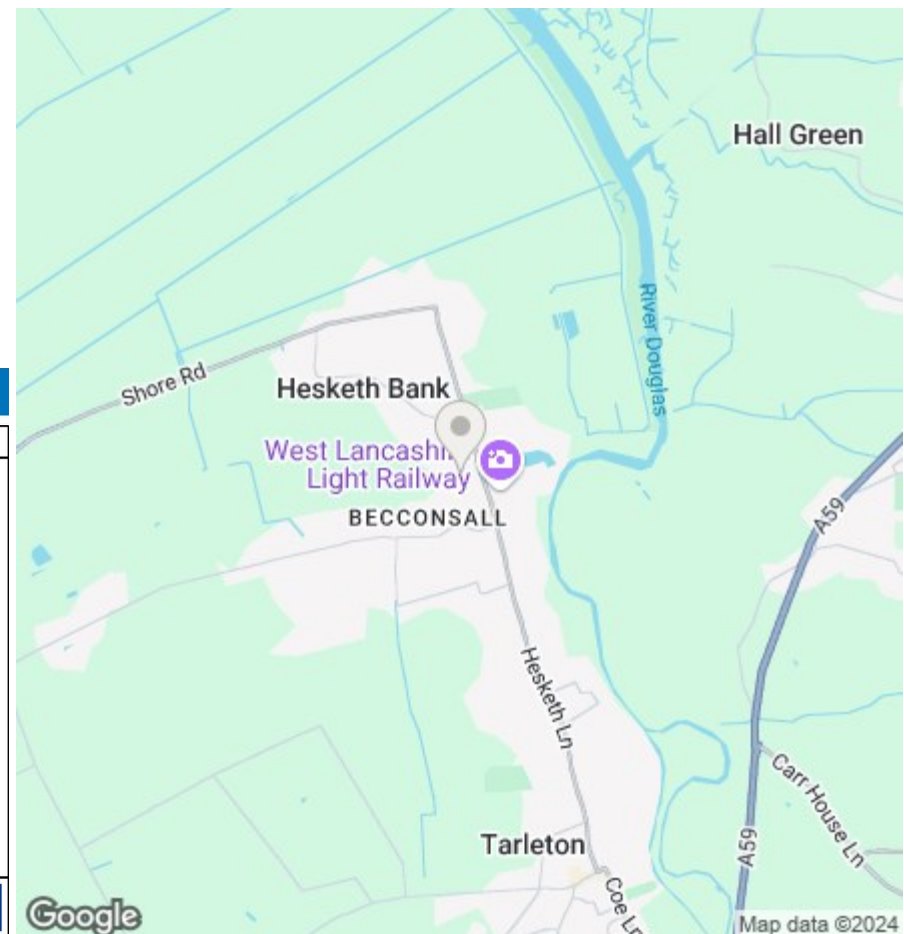 Hall Green
River Douglas
Shore Rd
Hesketh Bank
West Lancashi
Light Railway
BECCONSALL
A59
Hesketh Ln
Carr House Ln
Tarleton
A59
Coe Ln
Google
Map data ©2024